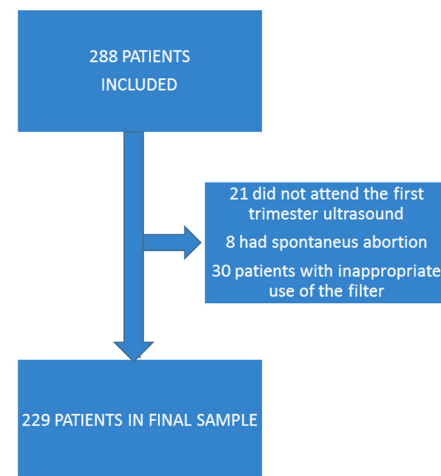 288 PATIENTS
INCLUDED
21 did not attend the first
trimester ultrasound
8 had spontaneus abortion
30 patients with inappropriate
use of the filter
229 PATIENTS IN FINAL SAMPLE